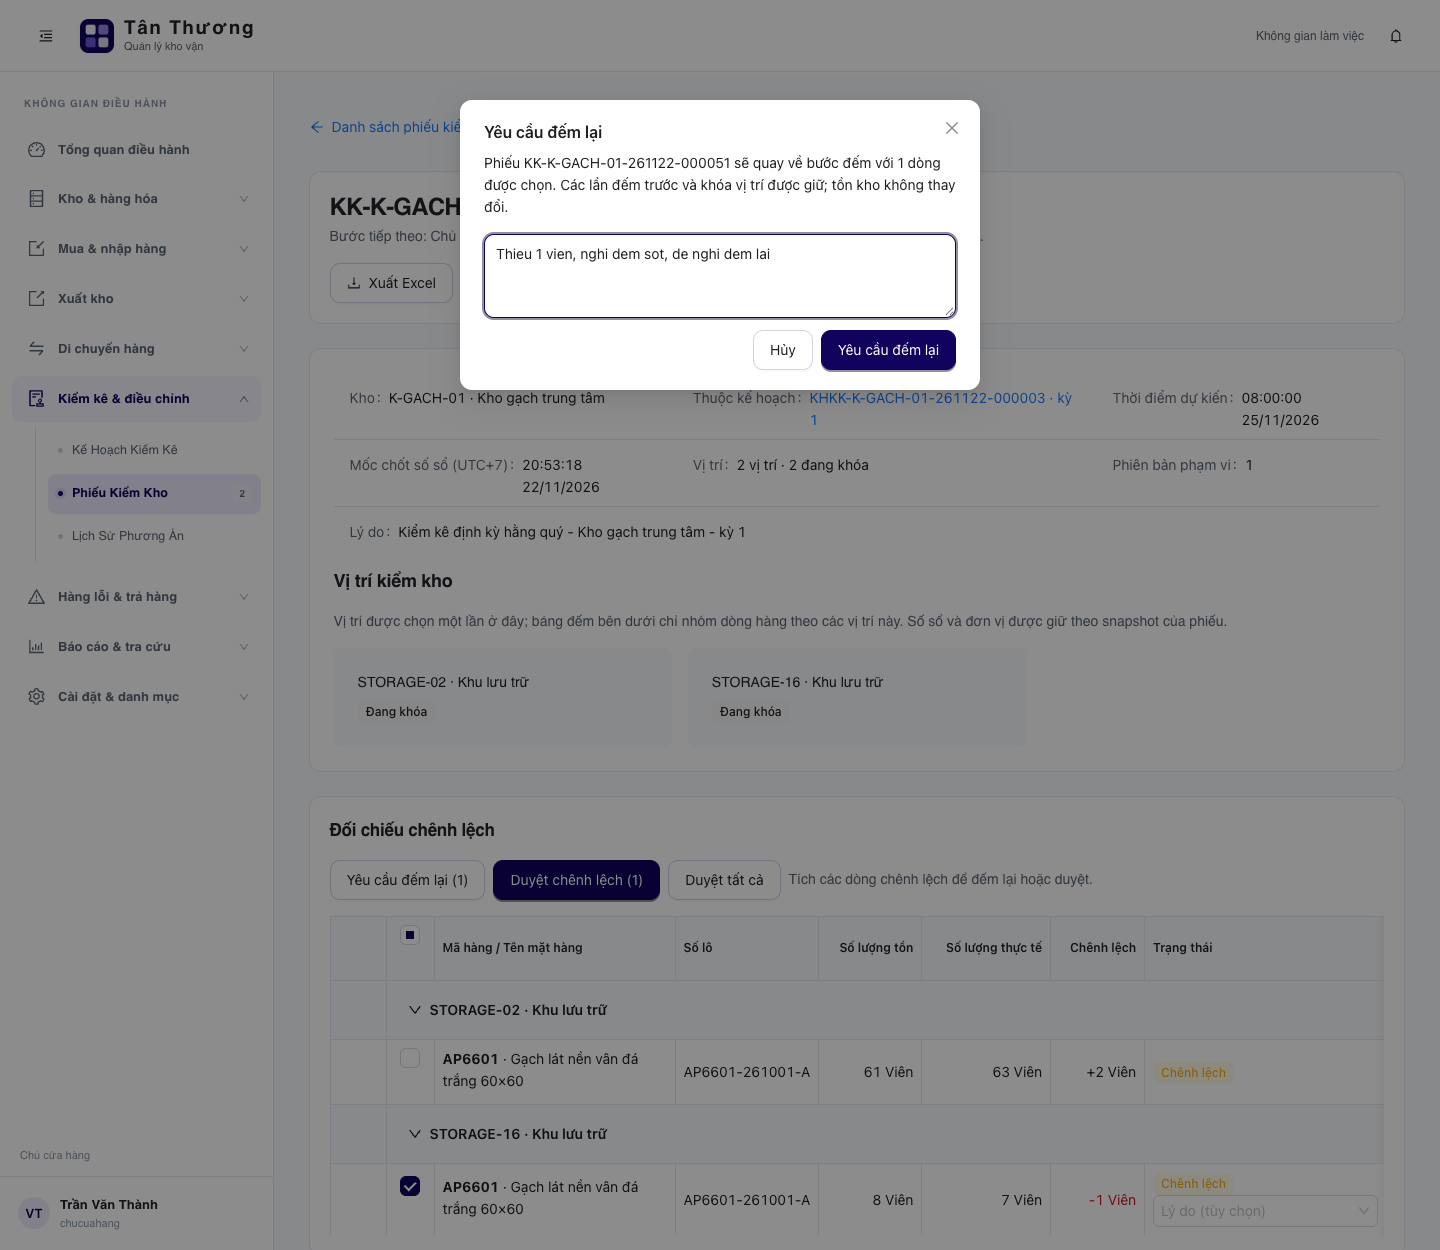 Tân Thương
Quản lý kho vận
Không gian làm việc
KHÔNG GIAN ĐIỀU HÀNH
Tổng quan điều hành
Kho & hàng hóa
Mua & nhập hàng
Xuất kho
Di chuyển hàng
Kiểm kê & điều chỉnh
Kế Hoạch Kiểm Kê
Phiếu Kiểm Kho
2
Lịch Sử Phương Án
Hàng lỗi & trả hàng
Báo cáo & tra cứu
Cài đặt & danh mục
Chủ cửa hàng
VT
Trần Văn Thành
chucuahang
Danh sách phiếu kiể
KK-K-GACH
Bước tiếp theo: Chủ
Xuất Excel
Yêu cầu đếm lại
Phiếu KK-K-GACH-01-261122-000051 sẽ quay về bước đếm với 1 dòng
được chọn. Các lần đếm trước và khóa vị trí được giữ; tồn kho không thay
đổi.
Thieu 1 vien, nghi dem sot, de nghi dem lai
Hủy
Yêu cầu đếm lại
Kho: K-GACH-01 · Kho gạch trung tâm
Thuộc kế hoạch: KHKK-K-GACH-01-261122-000003 · kỳ
1
Thời điểm dự kiến: 08:00:00
25/11/2026
Mốc chốt số sổ (UTC+7): 20:53:18
22/11/2026
Vị trí: 2 vị trí · 2 đang khóa
Phiên bản phạm vi: 1
Lý do: Kiểm kê định kỳ hằng quý - Kho gạch trung tâm - kỳ 1
Vị trí kiểm kho
Vị trí được chọn một lần ở đây; bảng đếm bên dưới chỉ nhóm dòng hàng theo các vị trí này. Số sổ và đơn vị được giữ theo snapshot của phiếu.
STORAGE-02 · Khu lưu trữ
Đang khóa
STORAGE-16 · Khu lưu trữ
Đang khóa
Đối chiếu chênh lệch
Yêu cầu đếm lại (1)
Duyệt chênh lệch (1)
Duyệt tất cả
Tích các dòng chênh lệch để đếm lại hoặc duyệt.
Mã hàng / Tên mặt hàng
Số lô
Số lượng tồn
Số lượng thực tế
Chênh lệch
Trạng thái
STORAGE-02 · Khu lưu trữ
AP6601 · Gạch lát nền vân đá
trắng 60×60
AP6601-261001-A
61 Viên
63 Viên
+2 Viên
Chênh lệch
STORAGE-16 · Khu lưu trữ
AP6601 · Gạch lát nền vân đá
trắng 60×60
AP6601-261001-A
8 Viên
7 Viên
-1 Viên
Chênh lệch
Lý do (tùy chọn)